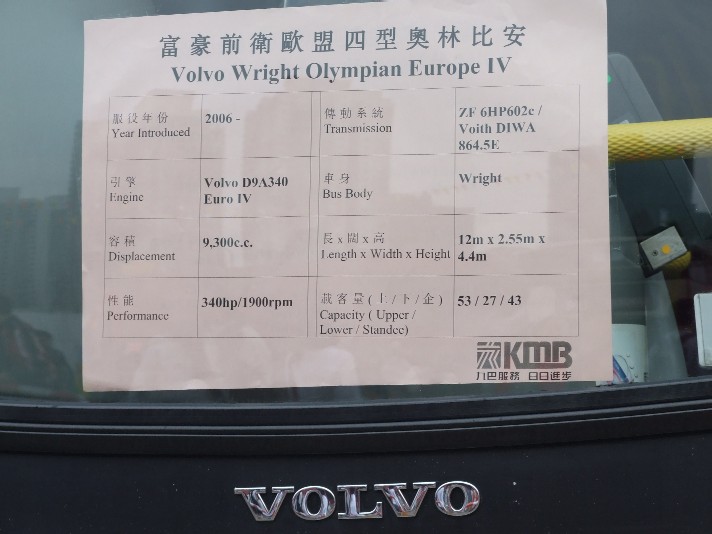 富豪前衛歐盟四型奧林比安
Volvo Wright Olympian Europe IV
服役年份
Year Introduced
2006 -
傳動系統
Transmission
ZF 6HP602c /
Voith DIWA
864.5E
引擎
Engine
Volvo D9A340
Euro IV
車身
Bus Body
Wright
容積
Displacement
9,300c.c.
長 x 闊 x 高
Length x Width x Height
12m x 2.55m x
4.4m
性能
Performance
340hp/1900rpm
載客量 ( 上 / 下 / 企 )
Capacity ( Upper /
Lower / Standee)
53 / 27 / 43
KMB
九巴服務 日日進步
VOLVO